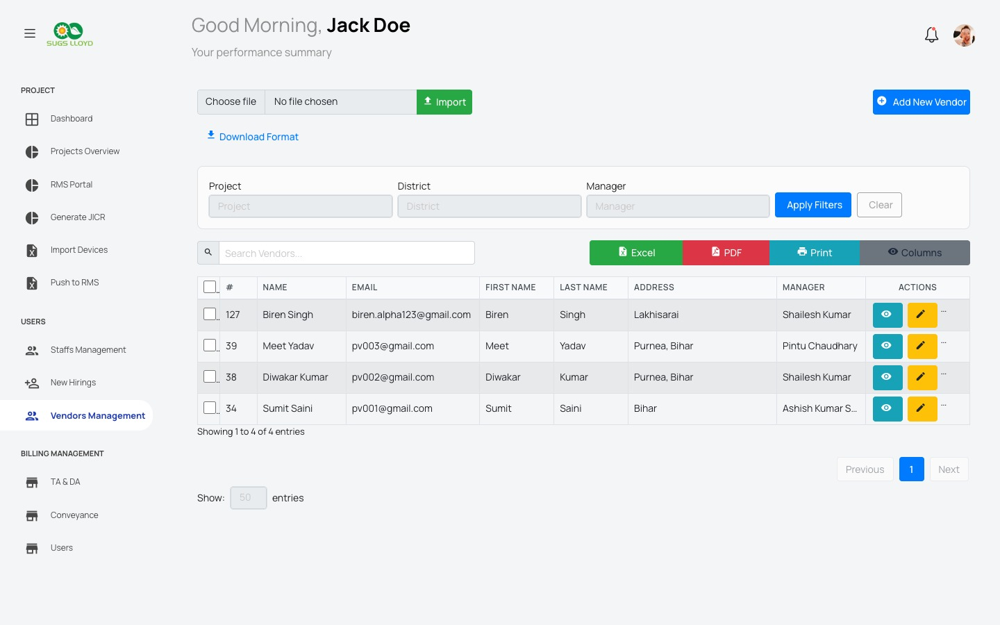 Good Morning, Jack Doe
Your performance summary
SUGS LLOYD
PROJECT
Dashboard
Projects Overview
RMS Portal
Generate JICR
Import Devices
Push to RMS
USERS
Staffs Management
New Hirings
Vendors Management
BILLING MANAGEMENT
TA & DA
Conveyance
Users
Choose file No file chosen Import
Add New Vendor
Download Format
Project District Manager
Project District Manager Apply Filters Clear
Search Vendors... Excel PDF Print Columns
# NAME EMAIL FIRST NAME LAST NAME ADDRESS MANAGER ACTIONS
127 Biren Singh biren.alpha123@gmail.com Biren Singh Lakhisarai Shailesh Kumar ...
39 Meet Yadav pv003@gmail.com Meet Yadav Purnea, Bihar Pintu Chaudhary ...
38 Diwakar Kumar pv002@gmail.com Diwakar Kumar Purnea, Bihar Shailesh Kumar ...
34 Sumit Saini pv001@gmail.com Sumit Saini Bihar Ashish Kumar S... ...
Showing 1 to 4 of 4 entries
Previous 1 Next
Show: 50 entries